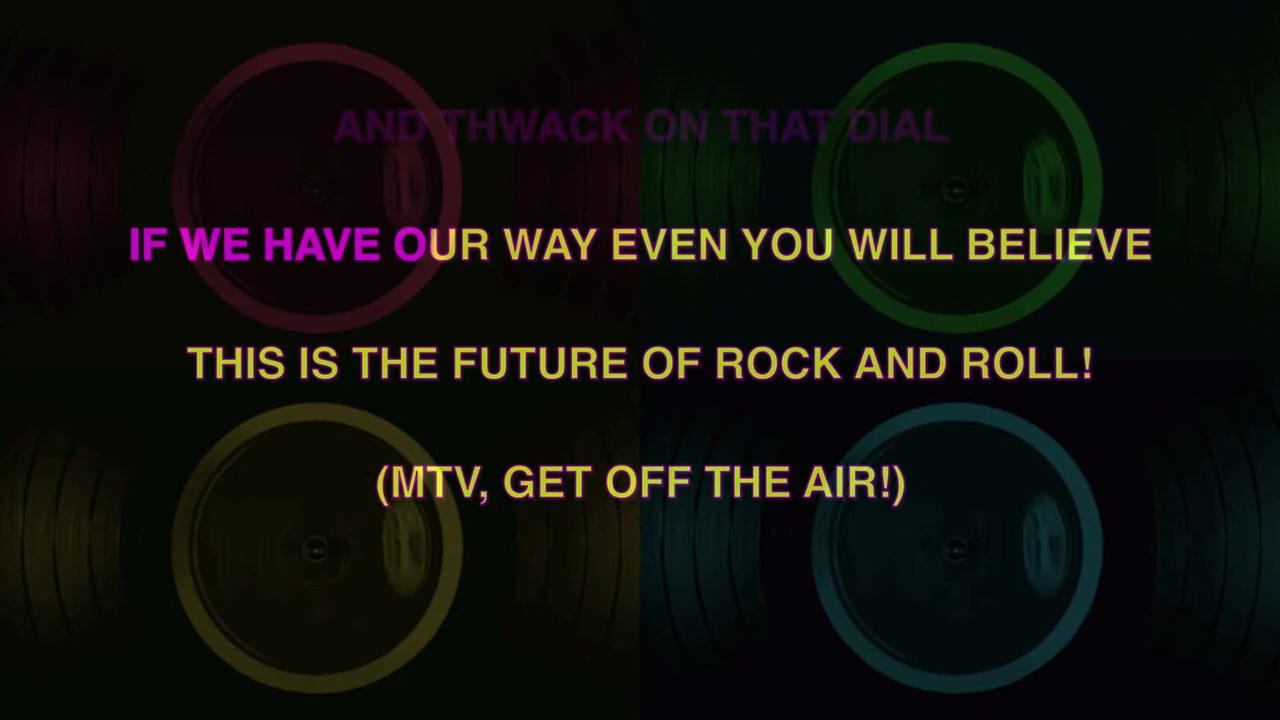 AND THWACK ON THAT DIAL
IF WE HAVE OUR WAY EVEN YOU WILL BELIEVE
THIS IS THE FUTURE OF ROCK AND ROLL!
(MTV, GET OFF THE AIR!)